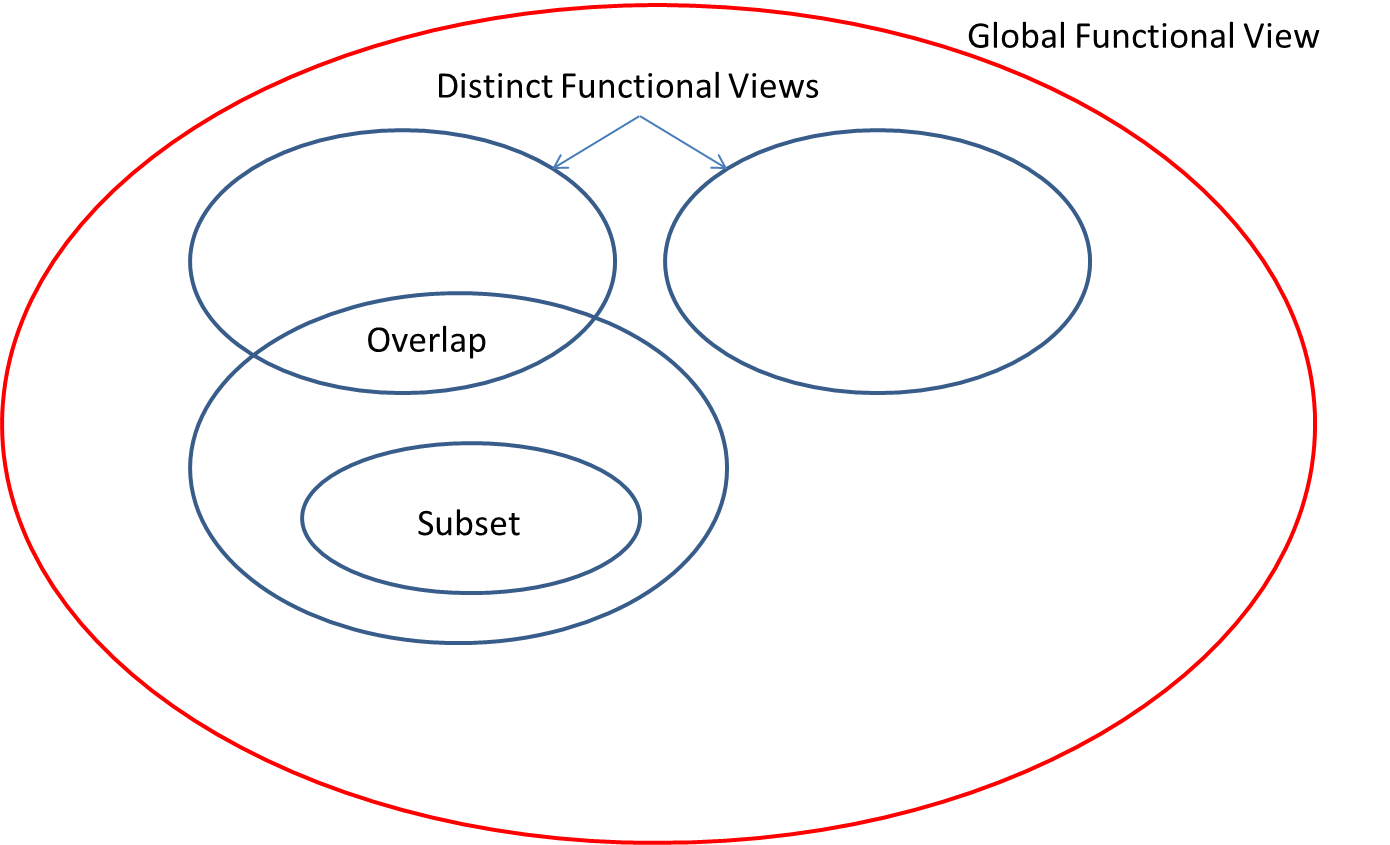 Global Functional View
Distinct Functional Views
Overlap
Subset